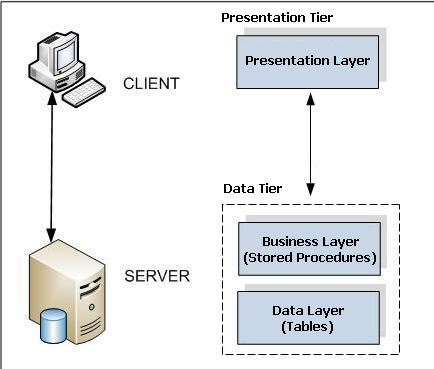 Presentation Tier
Presentation Layer
CLIENT
Data Tier
Business Layer
(Stored Procedures)
SERVER
Data Layer
(Tables)